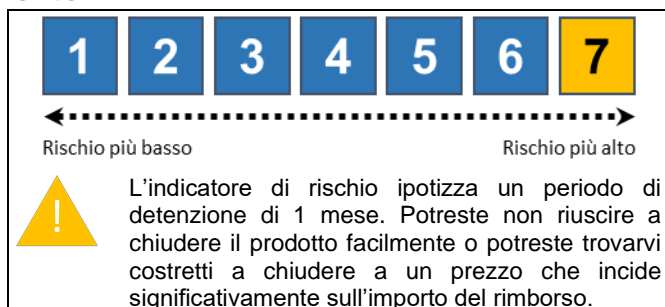 1 2 3 4 5 6 7
Rischio più basso Rischio più alto
!
L'indicatore di rischio ipotizza un periodo di
detenzione di 1 mese. Potreste non riuscire a
chiudere il prodotto facilmente o potreste trovarvi
costretti a chiudere a un prezzo che incide
significativamente sull'importo del rimborso.